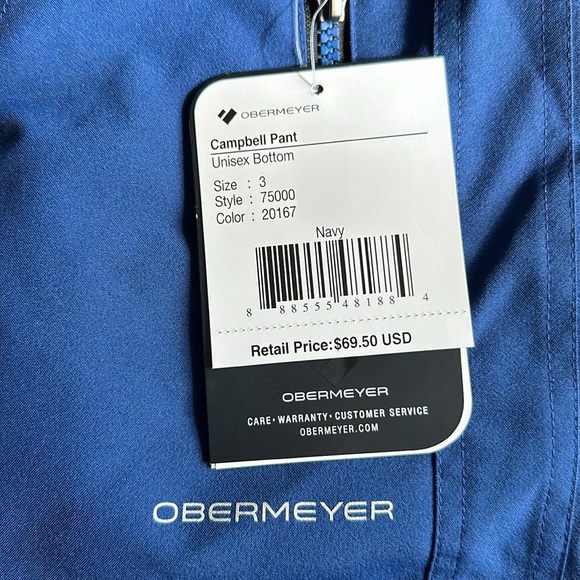 OBERMEYER
Campbell Pant
Unisex Bottom
Size : 3
Style : 75000
Color : 20167
Navy
8 88555 48188 4
Retail Price:$69.50 USD
OBERMEYER
CARE • WARRANTY • CUSTOMER SERVICE
OBERMEYER.COM
OBERMEYER